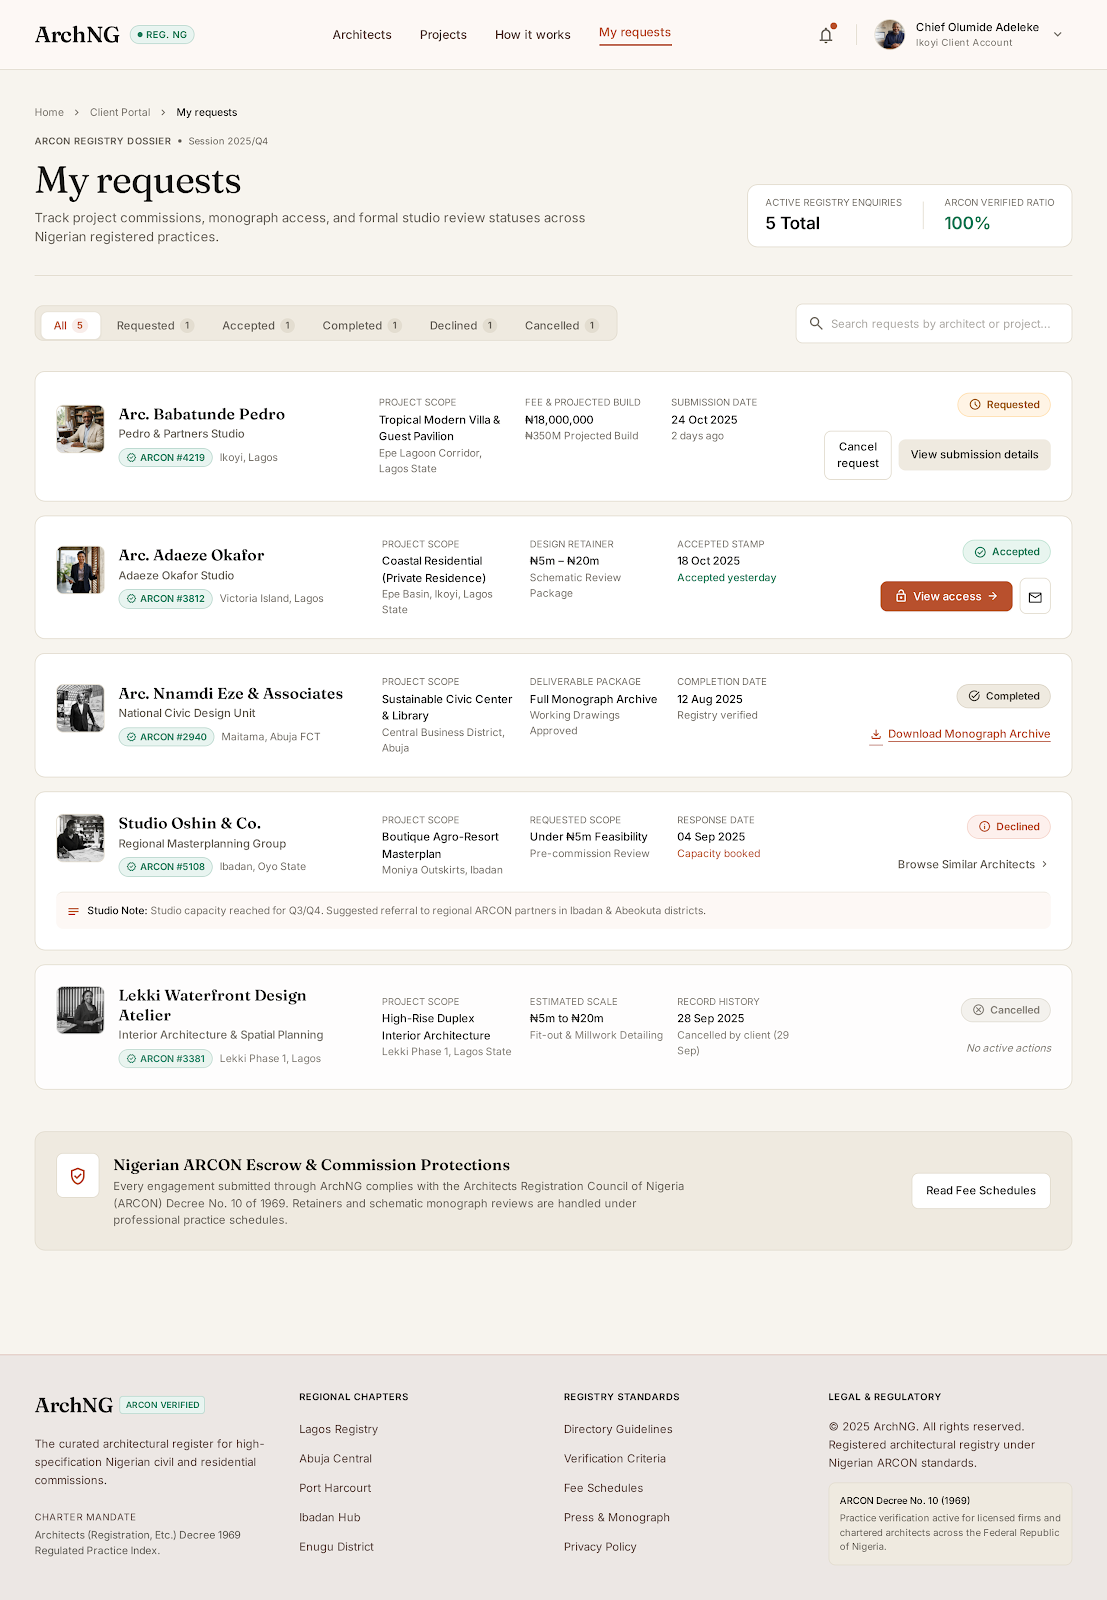 ArchNG
REG. NG
Architects
Projects
How it works
My requests
Chief Olumide Adeleke
Ikoyi Client Account
Home > Client Portal > My requests
ARCON REGISTRY DOSSIER • Session 2025/Q4
My requests
Track project commissions, monograph access, and formal studio review statuses across
Nigerian registered practices.
ACTIVE REGISTRY ENQUIRIES
5 Total
ARCON VERIFIED RATIO
100%
All 5
Requested 1
Accepted 1
Completed 1
Declined 1
Cancelled 1
Search requests by architect or project...
Arc. Babatunde Pedro
Pedro & Partners Studio
ARCON #4219
Ikoyi, Lagos
PROJECT SCOPE
Tropical Modern Villa &
Guest Pavilion
Epe Lagoon Corridor,
Lagos State
FEE & PROJECTED BUILD
₦18,000,000
₦350M Projected Build
SUBMISSION DATE
24 Oct 2025
2 days ago
Requested
Cancel
request
View submission details
Arc. Adaeze Okafor
Adaeze Okafor Studio
ARCON #3812
Victoria Island, Lagos
PROJECT SCOPE
Coastal Residential
(Private Residence)
Epe Basin, Ikoyi, Lagos
State
DESIGN RETAINER
₦5m – ₦20m
Schematic Review
Package
ACCEPTED STAMP
18 Oct 2025
Accepted yesterday
Accepted
View access →
Arc. Nnamdi Eze & Associates
National Civic Design Unit
ARCON #2940
Maitama, Abuja FCT
PROJECT SCOPE
Sustainable Civic Center
& Library
Central Business District,
Abuja
DELIVERABLE PACKAGE
Full Monograph Archive
Working Drawings
Approved
COMPLETION DATE
12 Aug 2025
Registry verified
Completed
Download Monograph Archive
Studio Oshin & Co.
Regional Masterplanning Group
ARCON #5108
Ibadan, Oyo State
PROJECT SCOPE
Boutique Agro-Resort
Masterplan
Moniya Outskirts, Ibadan
REQUESTED SCOPE
Under ₦5m Feasibility
Pre-commission Review
RESPONSE DATE
04 Sep 2025
Capacity booked
Declined
Browse Similar Architects >
Studio Note: Studio capacity reached for Q3/Q4. Suggested referral to regional ARCON partners in Ibadan & Abeokuta districts.
Lekki Waterfront Design
Atelier
Interior Architecture & Spatial Planning
ARCON #3381
Lekki Phase 1, Lagos
PROJECT SCOPE
High-Rise Duplex
Interior Architecture
Lekki Phase 1, Lagos State
ESTIMATED SCALE
₦5m to ₦20m
Fit-out & Millwork Detailing
RECORD HISTORY
28 Sep 2025
Cancelled by client (29
Sep)
Cancelled
No active actions
Nigerian ARCON Escrow & Commission Protections
Every engagement submitted through ArchNG complies with the Architects Registration Council of Nigeria
(ARCON) Decree No. 10 of 1969. Retainers and schematic monograph reviews are handled under
professional practice schedules.
Read Fee Schedules
ArchNG
ARCON VERIFIED
The curated architectural register for high-
specification Nigerian civil and residential
commissions.
CHARTER MANDATE
Architects (Registration, Etc.) Decree 1969
Regulated Practice Index.
REGIONAL CHAPTERS
Lagos Registry
Abuja Central
Port Harcourt
Ibadan Hub
Enugu District
REGISTRY STANDARDS
Directory Guidelines
Verification Criteria
Fee Schedules
Press & Monograph
Privacy Policy
LEGAL & REGULATORY
© 2025 ArchNG. All rights reserved.
Registered architectural registry under
Nigerian ARCON standards.
ARCON Decree No. 10 (1969)
Practice verification active for licensed firms and
chartered architects across the Federal Republic
of Nigeria.